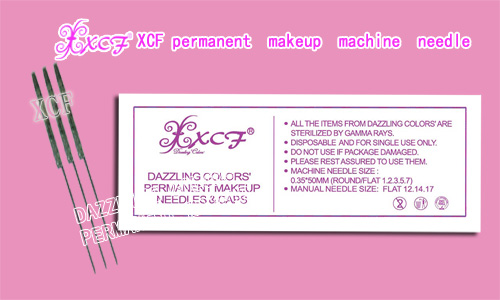 XCF® XCF permanent makeup machine needle
XCF
XCF®
Dazzling Colors
DAZZLING COLORS'
PERMANENT MAKEUP
NEEDLES & CAPS
● ALL THE ITEMS FROM DAZZLING COLORS' ARE
STERILIZED BY GAMMA RAYS.
● DISPOSABLE AND FOR SINGLE USE ONLY.
● DO NOT USE IF PACKAGE DAMAGED.
● PLEASE REST ASSURED TO USE THEM.
● MACHINE NEEDLE SIZE :
0.35*50MM (ROUND/FLAT 1.2.3.5.7)
● MANUAL NEEDLE SIZE: FLAT 12.14.17
DAZZLING